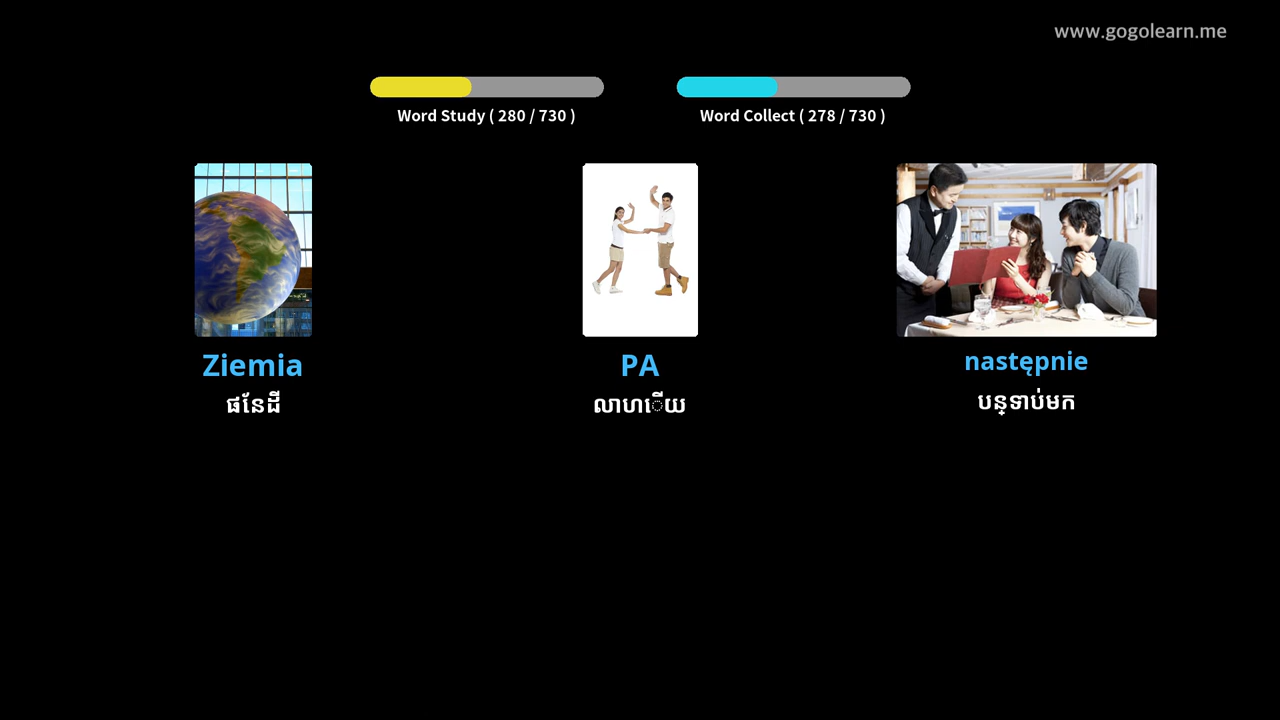 www.gogolearn.me
Word Study ( 280 / 730 )
Word Collect ( 278 / 730 )
Ziemia
PA
następnie
ផែនដី
លាហើយ
បន្ទាប់មក